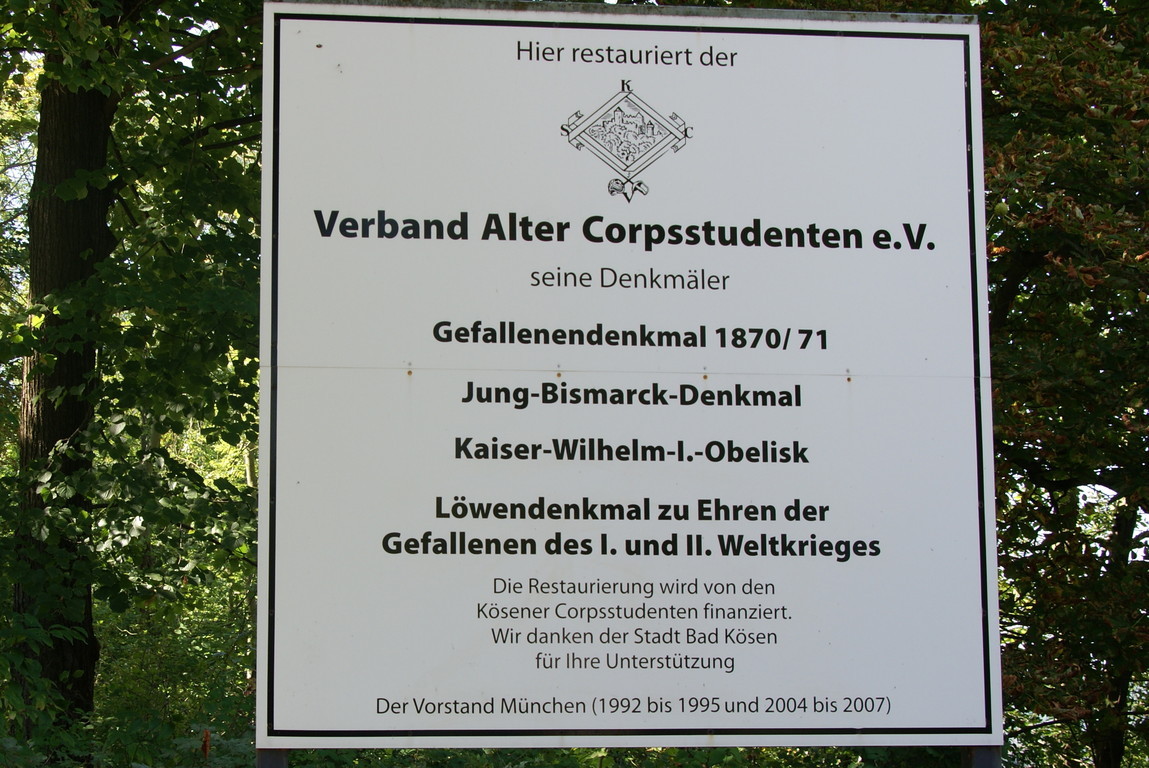 Hier restauriert der
K
S C
Verband Alter Corpsstudenten e.V.
seine Denkmäler
Gefallenendenkmal 1870/ 71
Jung-Bismarck-Denkmal
Kaiser-Wilhelm-I.-Obelisk
Löwendenkmal zu Ehren der
Gefallenen des I. und II. Weltkrieges
Die Restaurierung wird von den
Kösener Corpsstudenten finanziert.
Wir danken der Stadt Bad Kösen
für Ihre Unterstützung
Der Vorstand München (1992 bis 1995 und 2004 bis 2007)